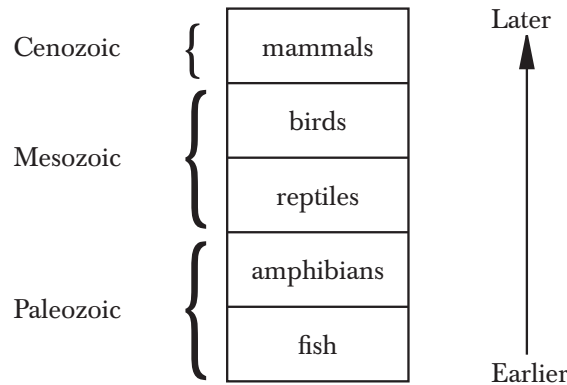 Later
Cenozoic
mammals
birds
Mesozoic
reptiles
amphibians
Paleozoic
fish
Earlier